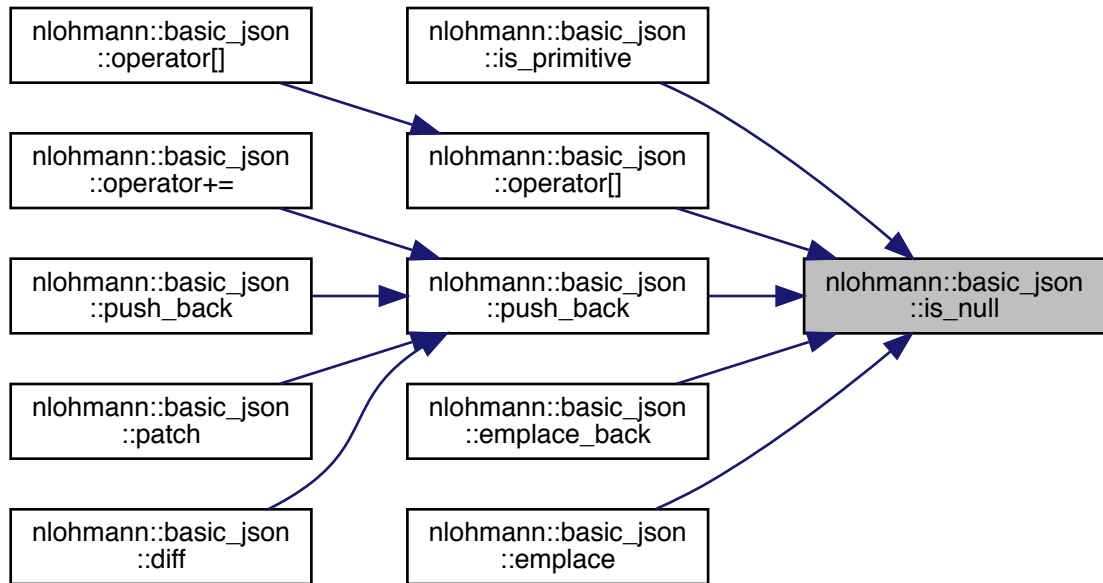 nlohmann::basic_json
::operator[]
nlohmann::basic_json
::operator+=
nlohmann::basic_json
::push_back
nlohmann::basic_json
::patch
nlohmann::basic_json
::diff
nlohmann::basic_json
::is_primitive
nlohmann::basic_json
::operator[]
nlohmann::basic_json
::push_back
nlohmann::basic_json
::emplace_back
nlohmann::basic_json
::emplace
nlohmann::basic_json
::is_null